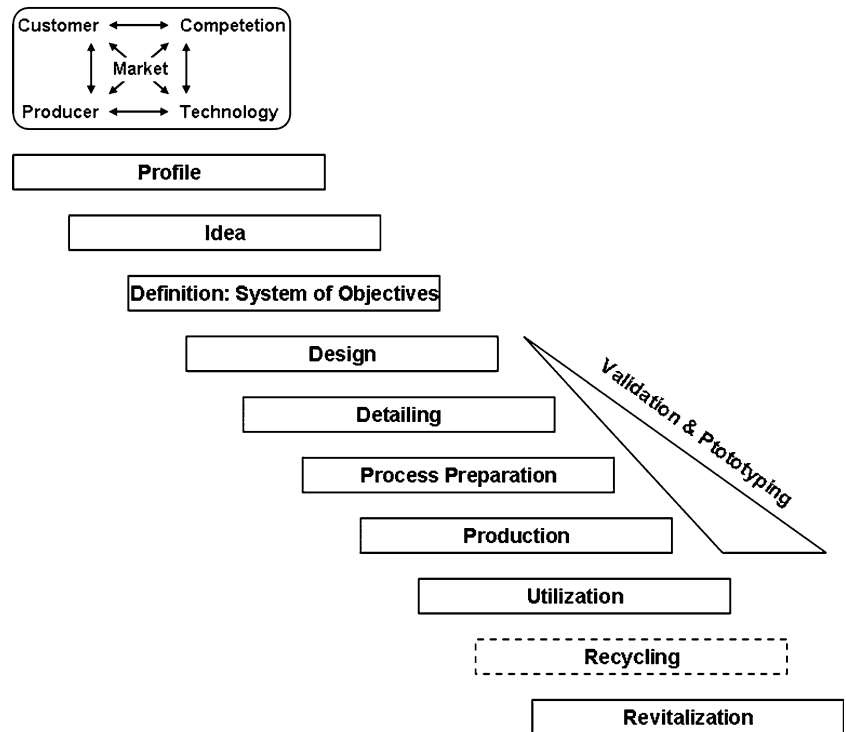 Customer Competetion
Market
Producer Technology
Profile
Idea
Definition: System of Objectives
Design
Validation & Ptototyping
Detailing
Process Preparation
Production
Utilization
Recycling
Revitalization